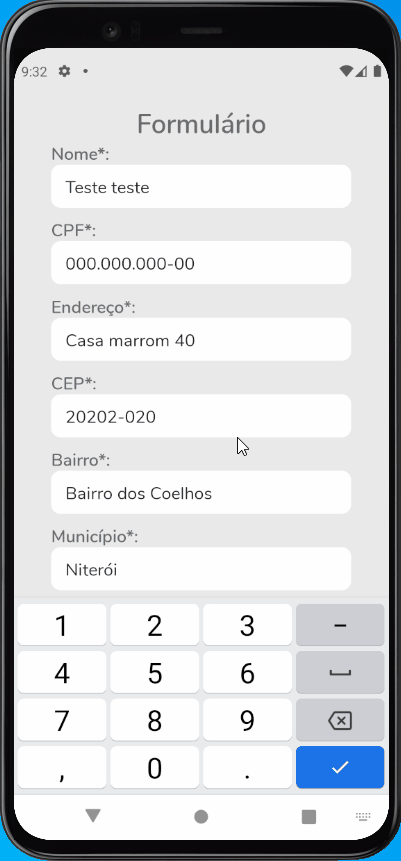 9:32
Formulário
Nome*:
Teste teste
CPF*:
000.000.000-00
Endereço*:
Casa marrom 40
CEP*:
20202-020
Bairro*:
Bairro dos Coelhos
Município*:
Niterói
1 2 3 -
4 5 6
7 8 9
, 0 .